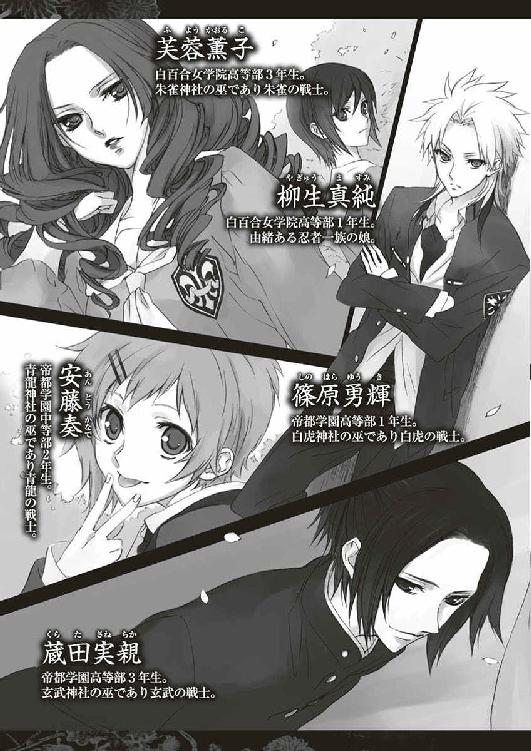 ふようかおるこ
芙蓉薫子
白百合女学院高等部3年生。
朱雀神社の巫であり朱雀の戦士。
やぎゅうますみ
柳生真純
白百合女学院高等部1年生。
由緒ある忍者一族の娘。
しのはらゆうき
篠原勇輝
帝都学園高等部1年生。
白虎神社の巫であり白虎の戦士。
あんどうかなで
安藤奏
帝都学園中等部2年生。
青龍神社の巫であり青龍の戦士。
くらたさねちか
蔵田実親
帝都学園高等部3年生。
玄武神社の巫であり玄武の戦士。